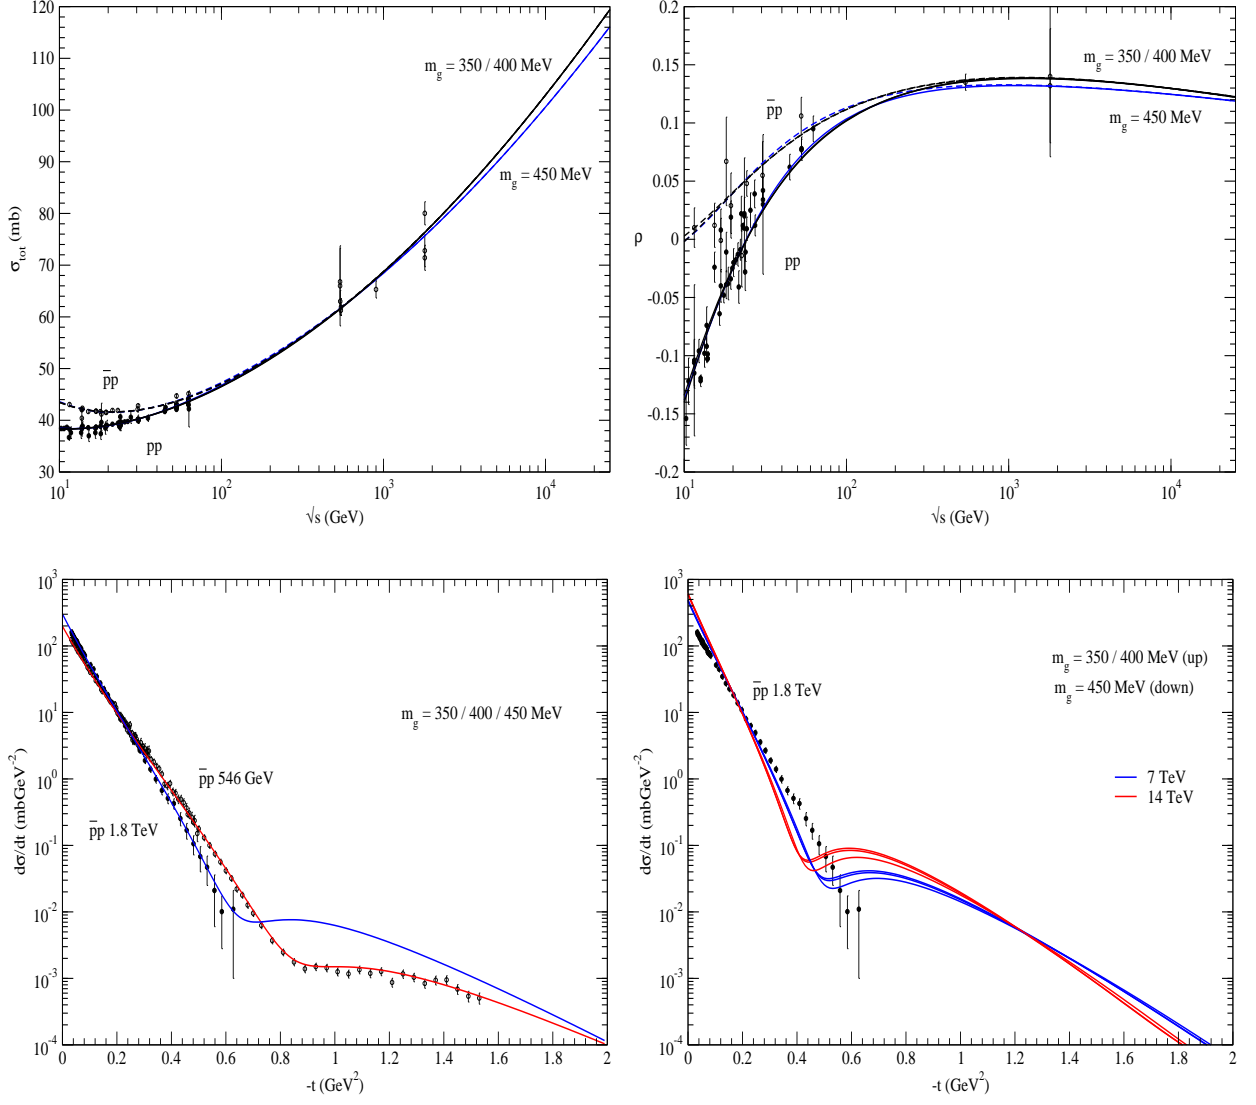 120
110
100
90
80
70
60
50
40
30
σtot (mb)
mg = 350 / 400 MeV
mg = 450 MeV
p̅p
pp
10^1
10^2
10^3
10^4
√s (GeV)
0.2
0.15
0.1
0.05
0
-0.05
-0.1
-0.15
-0.2
ρ
mg = 350 / 400 MeV
p̅p
mg = 450 MeV
pp
10^1
10^2
10^3
10^4
√s (GeV)
10^3
10^2
10^1
10^0
10^-1
10^-2
10^-3
10^-4
dσ/dt (mbGeV^-2)
mg = 350 / 400 / 450 MeV
p̅p 546 GeV
p̅p 1.8 TeV
0
0.2
0.4
0.6
0.8
1
1.2
1.4
1.6
1.8
2
-t (GeV^2)
10^3
10^2
10^1
10^0
10^-1
10^-2
10^-3
10^-4
dσ/dt (mbGeV^-2)
mg = 350 / 400 MeV (up)
p̅p 1.8 TeV
mg = 450 MeV (down)
7 TeV
14 TeV
0
0.2
0.4
0.6
0.8
1
1.2
1.4
1.6
1.8
2
-t (GeV^2)